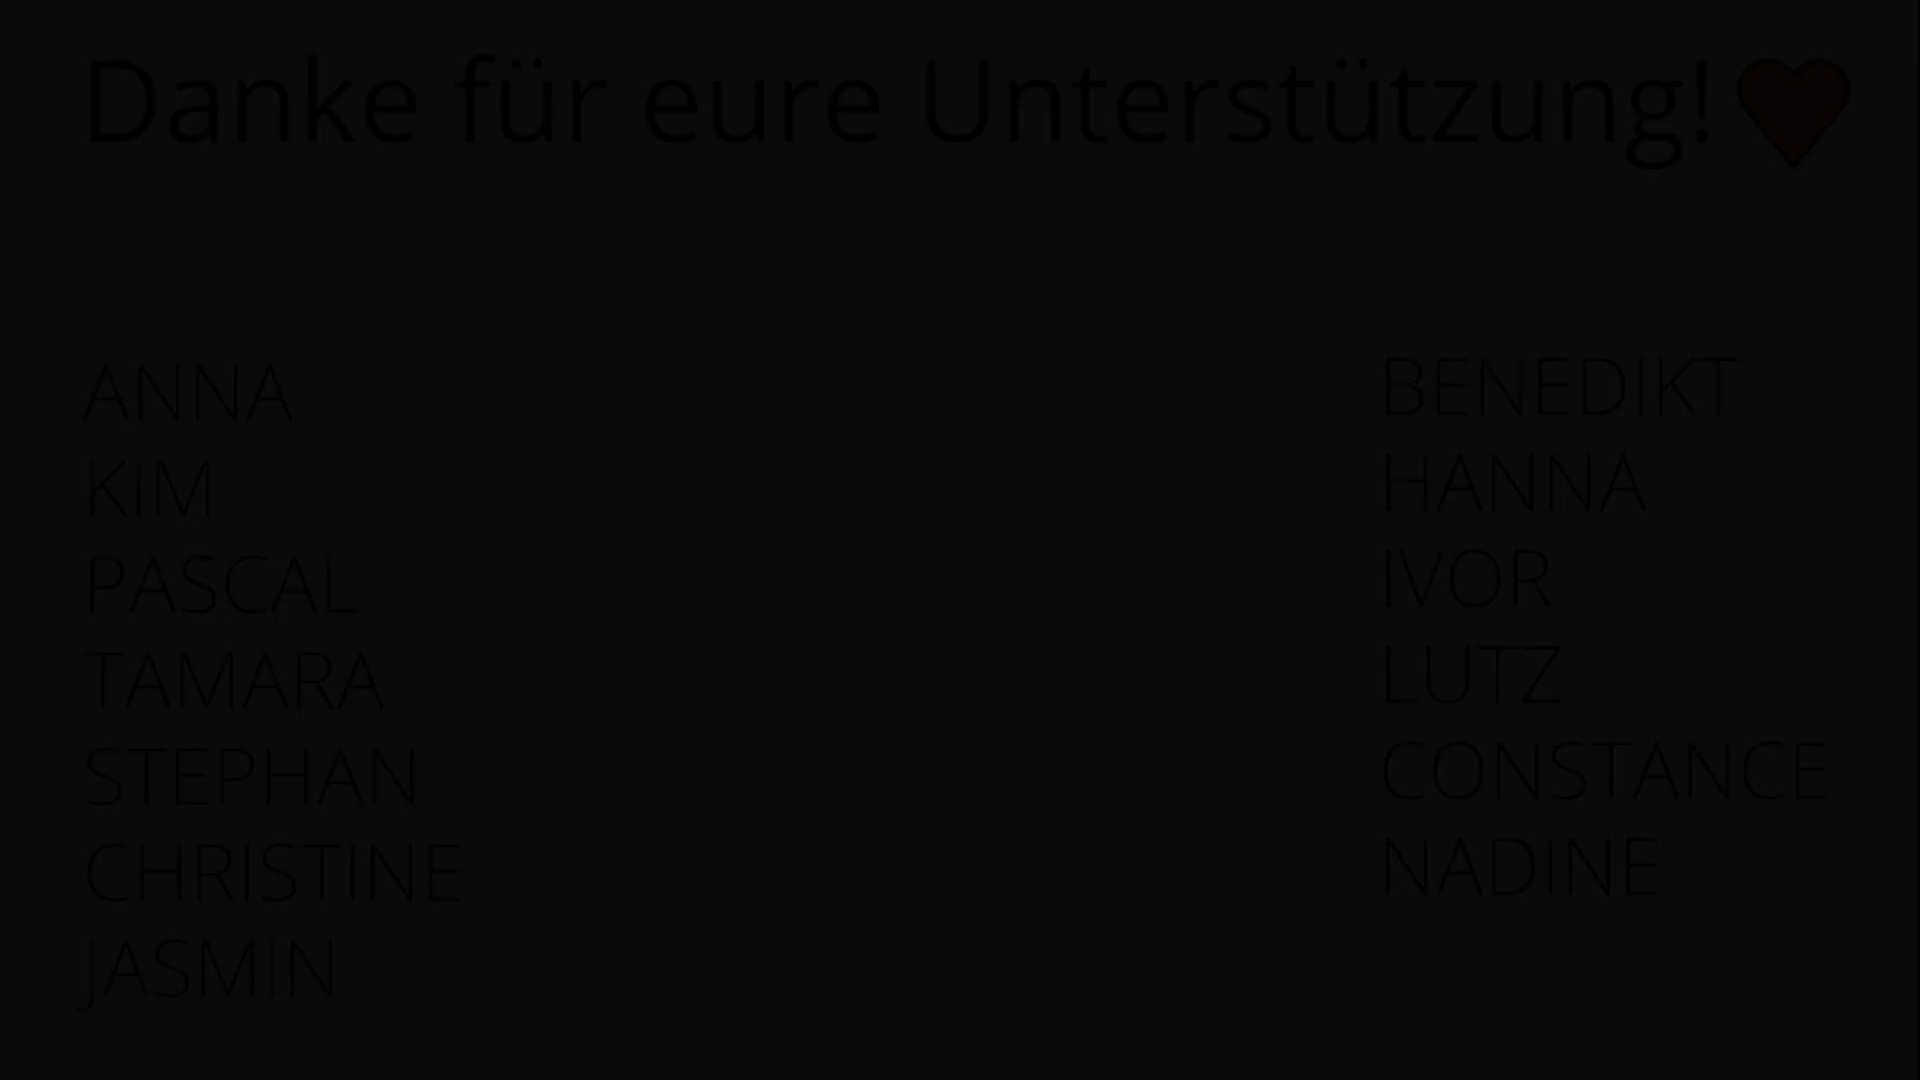 Danke für eure Unterstützung!
ANNA
KIM
PASCAL
TAMARA
STEPHAN
CHRISTINE
JASMIN
BENEDIKT
HANNA
IVOR
LUTZ
CONSTANCE
NADINE